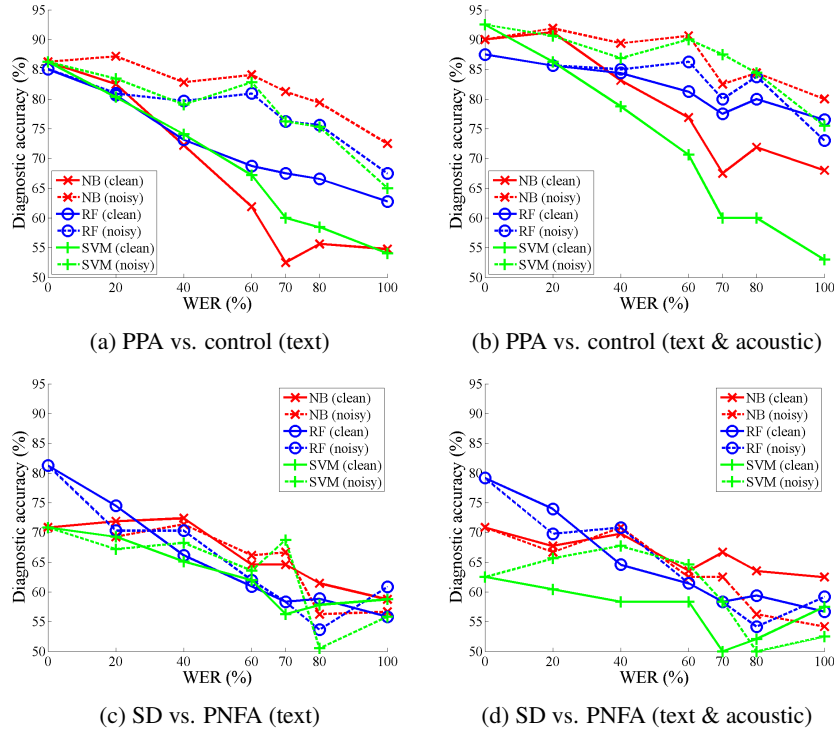 95
90
85
80
75
70
65
60
55
50
Diagnostic accuracy (%)
NB (clean)
NB (noisy)
RF (clean)
RF (noisy)
SVM (clean)
SVM (noisy)
0 20 40 60 70 80 100
WER (%)
(a) PPA vs. control (text)
95
90
85
80
75
70
65
60
55
50
Diagnostic accuracy (%)
NB (clean)
NB (noisy)
RF (clean)
RF (noisy)
SVM (clean)
SVM (noisy)
0 20 40 60 70 80 100
WER (%)
(b) PPA vs. control (text & acoustic)
95
90
85
80
75
70
65
60
55
50
Diagnostic accuracy (%)
NB (clean)
NB (noisy)
RF (clean)
RF (noisy)
SVM (clean)
SVM (noisy)
0 20 40 60 70 80 100
WER (%)
(c) SD vs. PNFA (text)
95
90
85
80
75
70
65
60
55
50
Diagnostic accuracy (%)
NB (clean)
NB (noisy)
RF (clean)
RF (noisy)
SVM (clean)
SVM (noisy)
0 20 40 60 70 80 100
WER (%)
(d) SD vs. PNFA (text & acoustic)